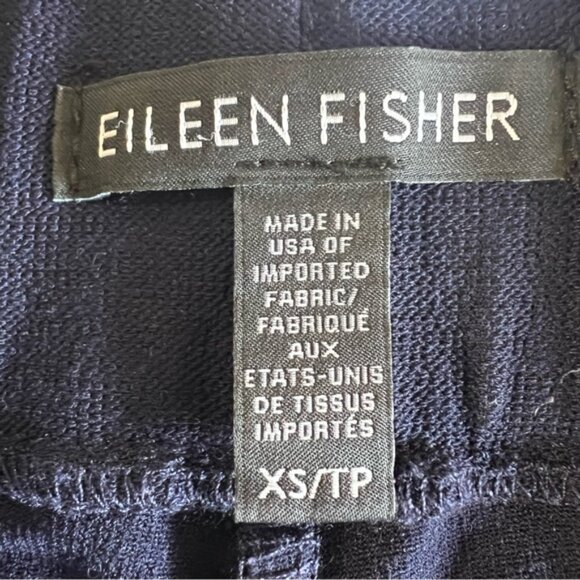 EILEEN FISHER
MADE IN
USA OF
IMPORTED
FABRIC/
FABRIQUÉ
AUX
ETATS-UNIS
DE TISSUS
IMPORTÉS
XS/TP